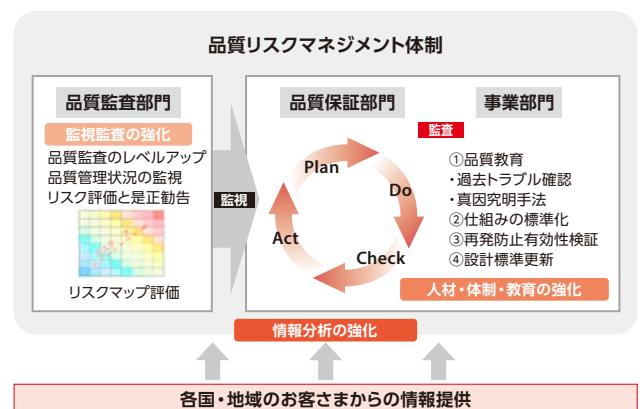 品質リスクマネジメント体制
品質監査部門
監視監査の強化
品質監査のレベルアップ
品質管理状況の監視
リスク評価と是正勧告
リスクマップ評価
監視
品質保証部門
事業部門
監査
Plan
Do
Check
Act
①品質教育
・過去トラブル確認
・真因究明手法
②仕組みの標準化
③再発防止有効性検証
④設計標準更新
人材・体制・教育の強化
情報分析の強化
各国・地域のお客さまからの情報提供